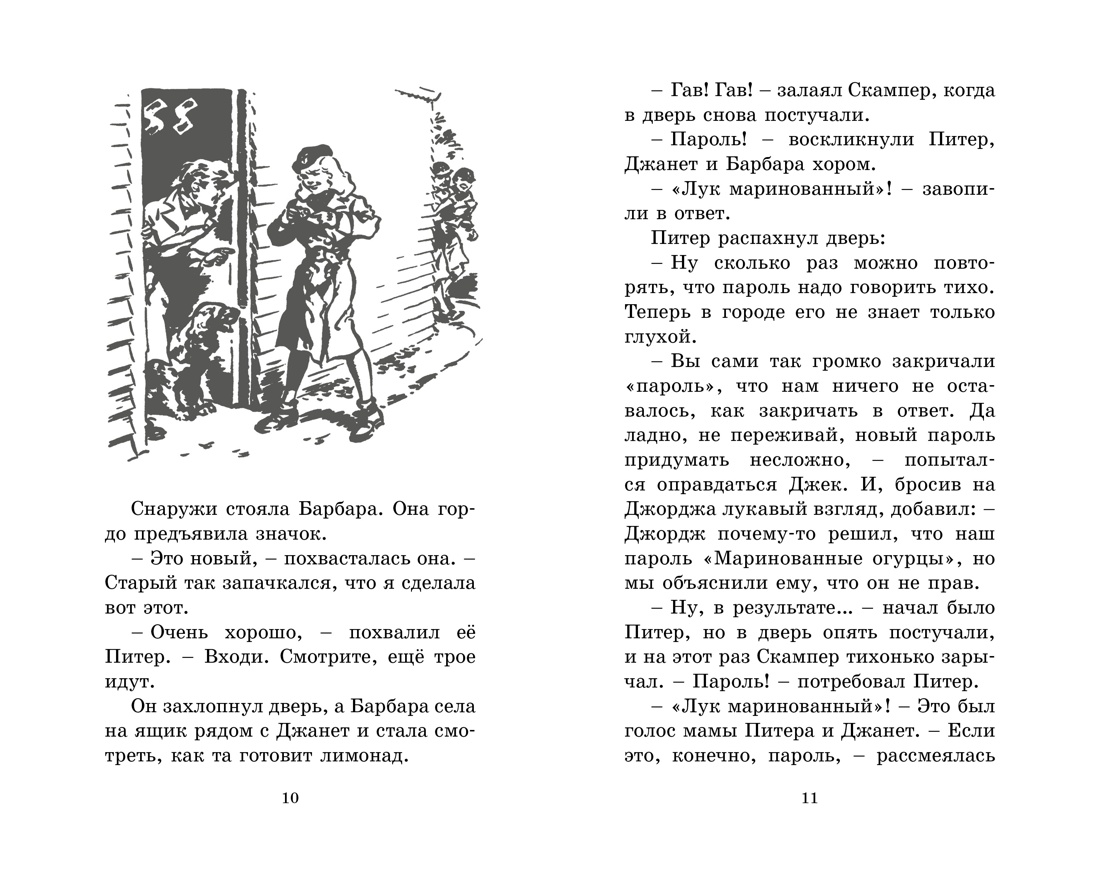 SS
Снаружи стояла Барбара. Она гор-
до предъявила значок.
– Это новый, – похвасталась она. –
Старый так запачкался, что я сделала
вот этот.
– Очень хорошо, – похвалил её
Питер. – Входи. Смотрите, ещё трое
идут.
Он захлопнул дверь, а Барбара села
на ящик рядом с Джанет и стала смо-
треть, как та готовит лимонад.
10
– Гав! Гав! – залаял Скампер, когда
в дверь снова постучали.
– Пароль! – воскликнули Питер,
Джанет и Барбара хором.
– «Лук маринованный»! – завопи-
ли в ответ.
Питер распахнул дверь:
– Ну сколько раз можно повто-
рять, что пароль надо говорить тихо.
Теперь в городе его не знает только
глухой.
– Вы сами так громко закричали
«пароль», что нам ничего не оста-
валось, как закричать в ответ. Да
ладно, не переживай, новый пароль
придумать несложно, – попытал-
ся оправдаться Джек. И, бросив на
Джорджа лукавый взгляд, добавил: –
Джордж почему-то решил, что наш
пароль «Маринованные огурцы», но
мы объяснили ему, что он не прав.
– Ну, в результате... – начал было
Питер, но в дверь опять постучали,
и на этот раз Скампер тихонько зары-
чал. – Пароль! – потребовал Питер.
– «Лук маринованный»! – Это был
голос мамы Питера и Джанет. – Если
это, конечно, пароль, – рассмеялась
11